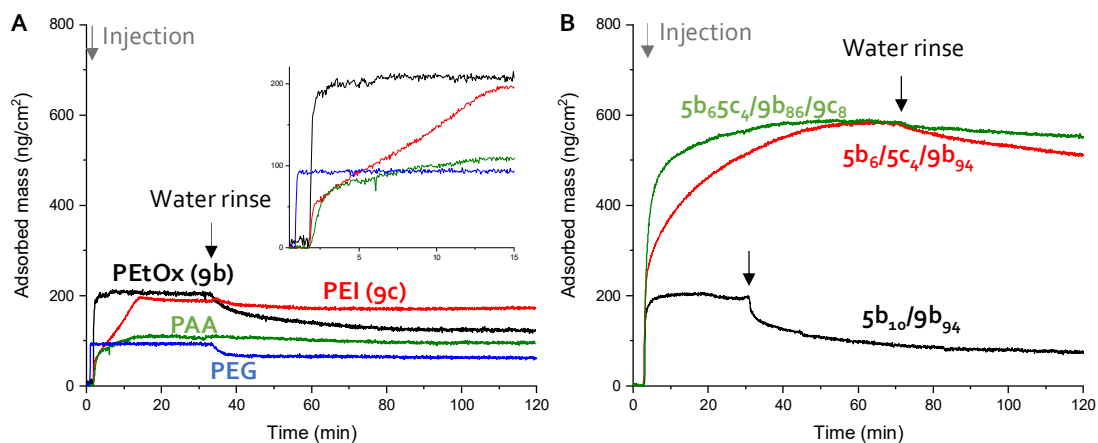 A
Injection
Adsorbed mass (ng/cm²)
800
600
400
200
0
0 20 40 60 80 100 120
Time (min)
Water rinse
PEtOx (9b)
PEI (9c)
PAA
PEG
200
100
0
5 10 15
B
Injection
Adsorbed mass (ng/cm²)
800
600
400
200
0
0 20 40 60 80 100 120
Time (min)
Water rinse
5b₆5c₄/9b₈₆/9c₈
5b₆/5c₄/9b₉₄
5b₁₀/9b₉₄